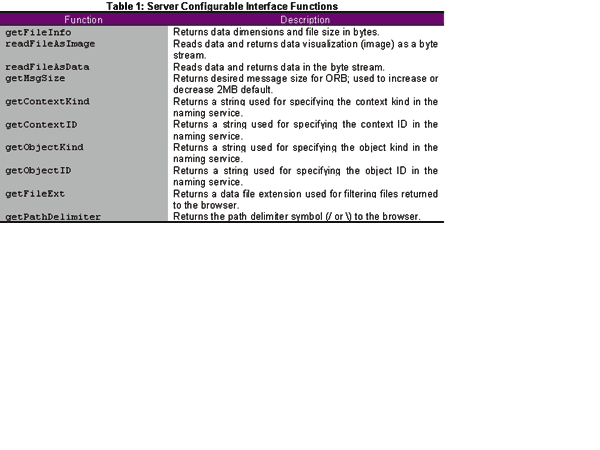 Table 1: Server Configurable Interface Functions
Function Description
getFileInfo Returns data dimensions and file size in bytes.
readFileAsImage Reads data and returns data visualization (image) as a byte
stream.
readFileAsData Reads data and returns data in the byte stream.
getMsgSize Returns desired message size for ORB; used to increase or
decrease 2MB default.
getContextKind Returns a string used for specifying the context kind in the
naming service.
getContextID Returns a string used for specifying the context ID in the
naming service.
getObjectKind Returns a string used for specifying the object kind in the
naming service.
getObjectID Returns a string used for specifying the object ID in the
naming service.
getFileExt Returns a data file extension used for filtering files returned
to the browser.
getPathDelimiter Returns the path delimiter symbol (/ or \) to the browser.